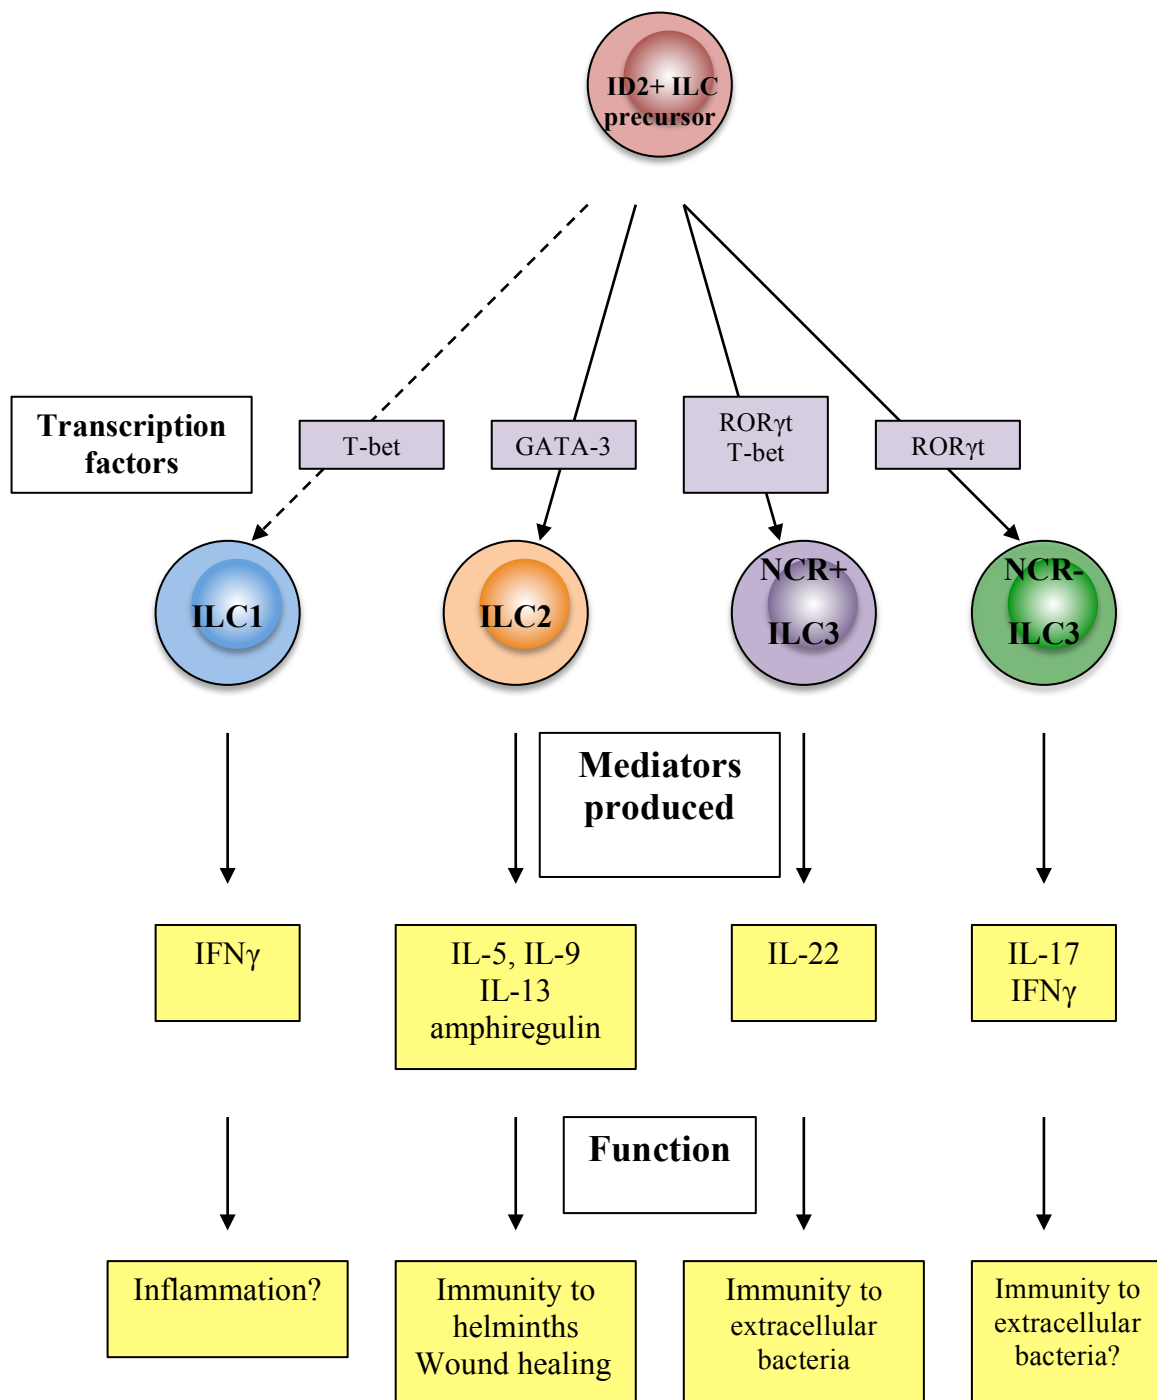 ID2+ ILC
precursor
Transcription
factors
T-bet
GATA-3
RORγt
T-bet
RORγt
ILC1
ILC2
NCR+
ILC3
NCR-
ILC3
Mediators
produced
IFNγ
IL-5, IL-9
IL-13
amphiregulin
IL-22
IL-17
IFNγ
Function
Inflammation?
Immunity to
helminths
Wound healing
Immunity to
extracellular
bacteria
Immunity to
extracellular
bacteria?